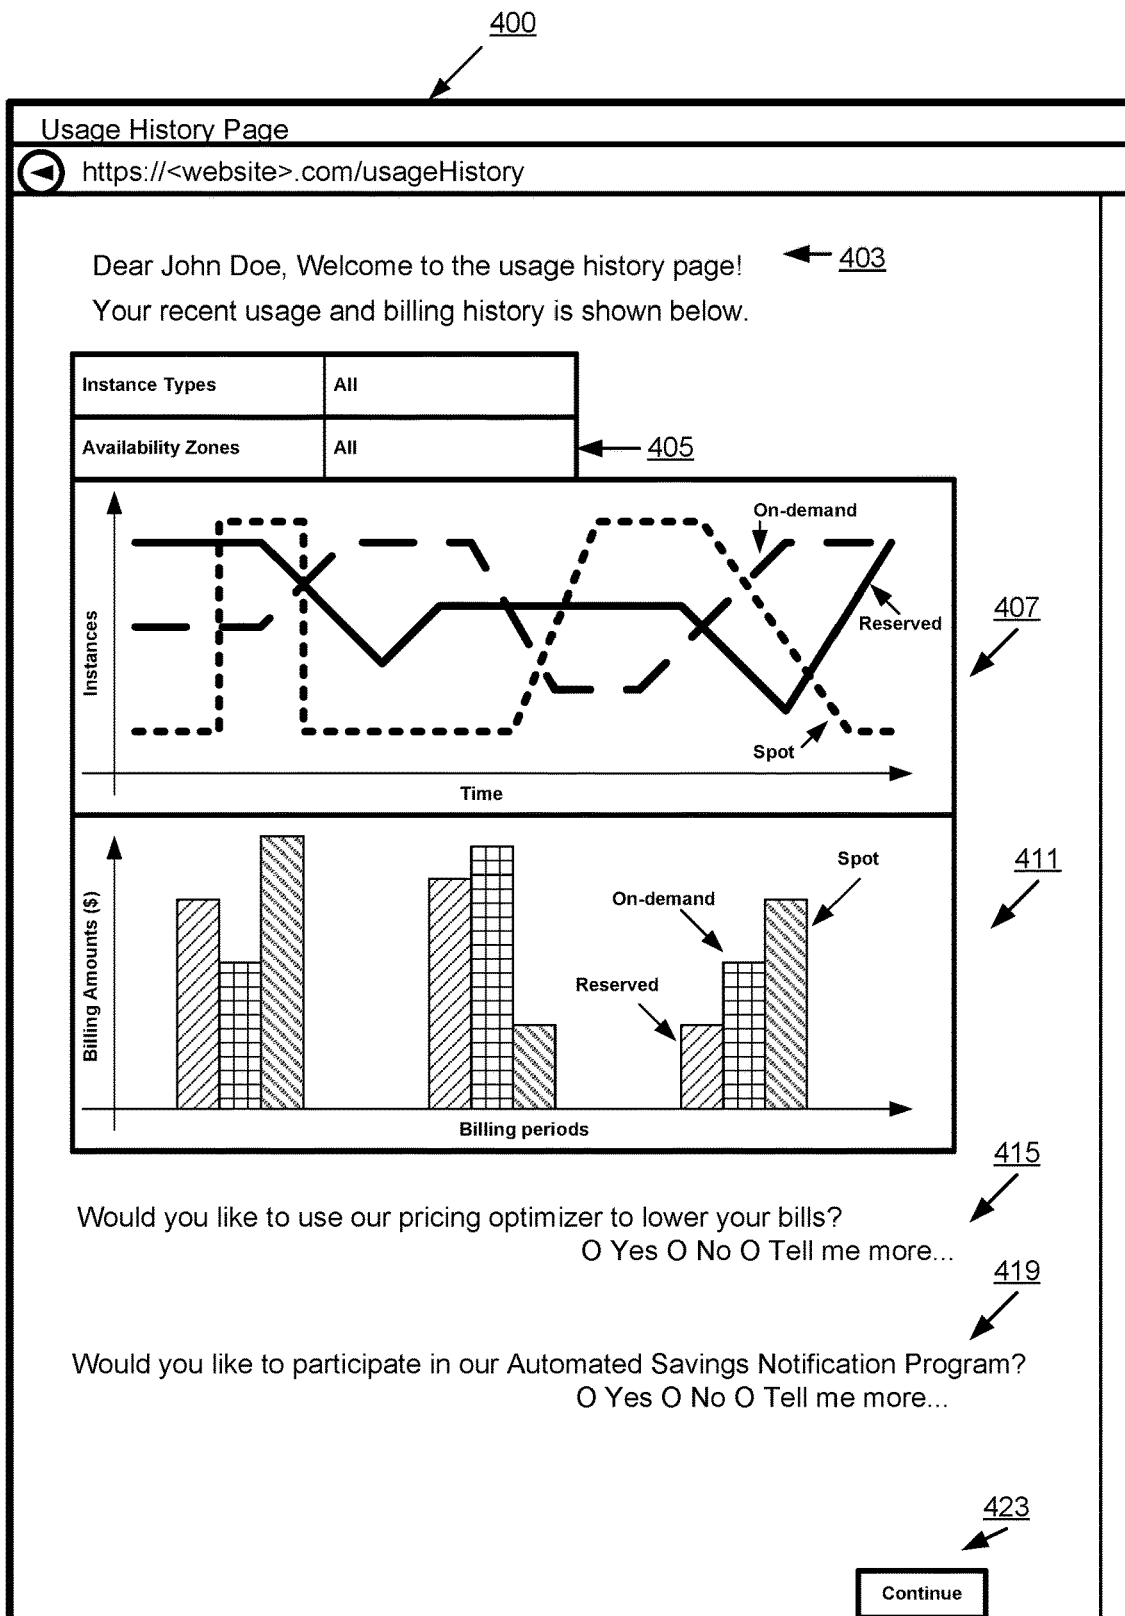 400
Usage History Page
https://<website>.com/usageHistory
Dear John Doe, Welcome to the usage history page!
403
Your recent usage and billing history is shown below.
Instance Types All
Availability Zones All
405
On-demand
Instances
Reserved
407
Spot
Time
Billing Amounts ($)
Spot
411
On-demand
Reserved
Billing periods
415
Would you like to use our pricing optimizer to lower your bills?
O Yes O No O Tell me more...
419
Would you like to participate in our Automated Savings Notification Program?
O Yes O No O Tell me more...
423
Continue